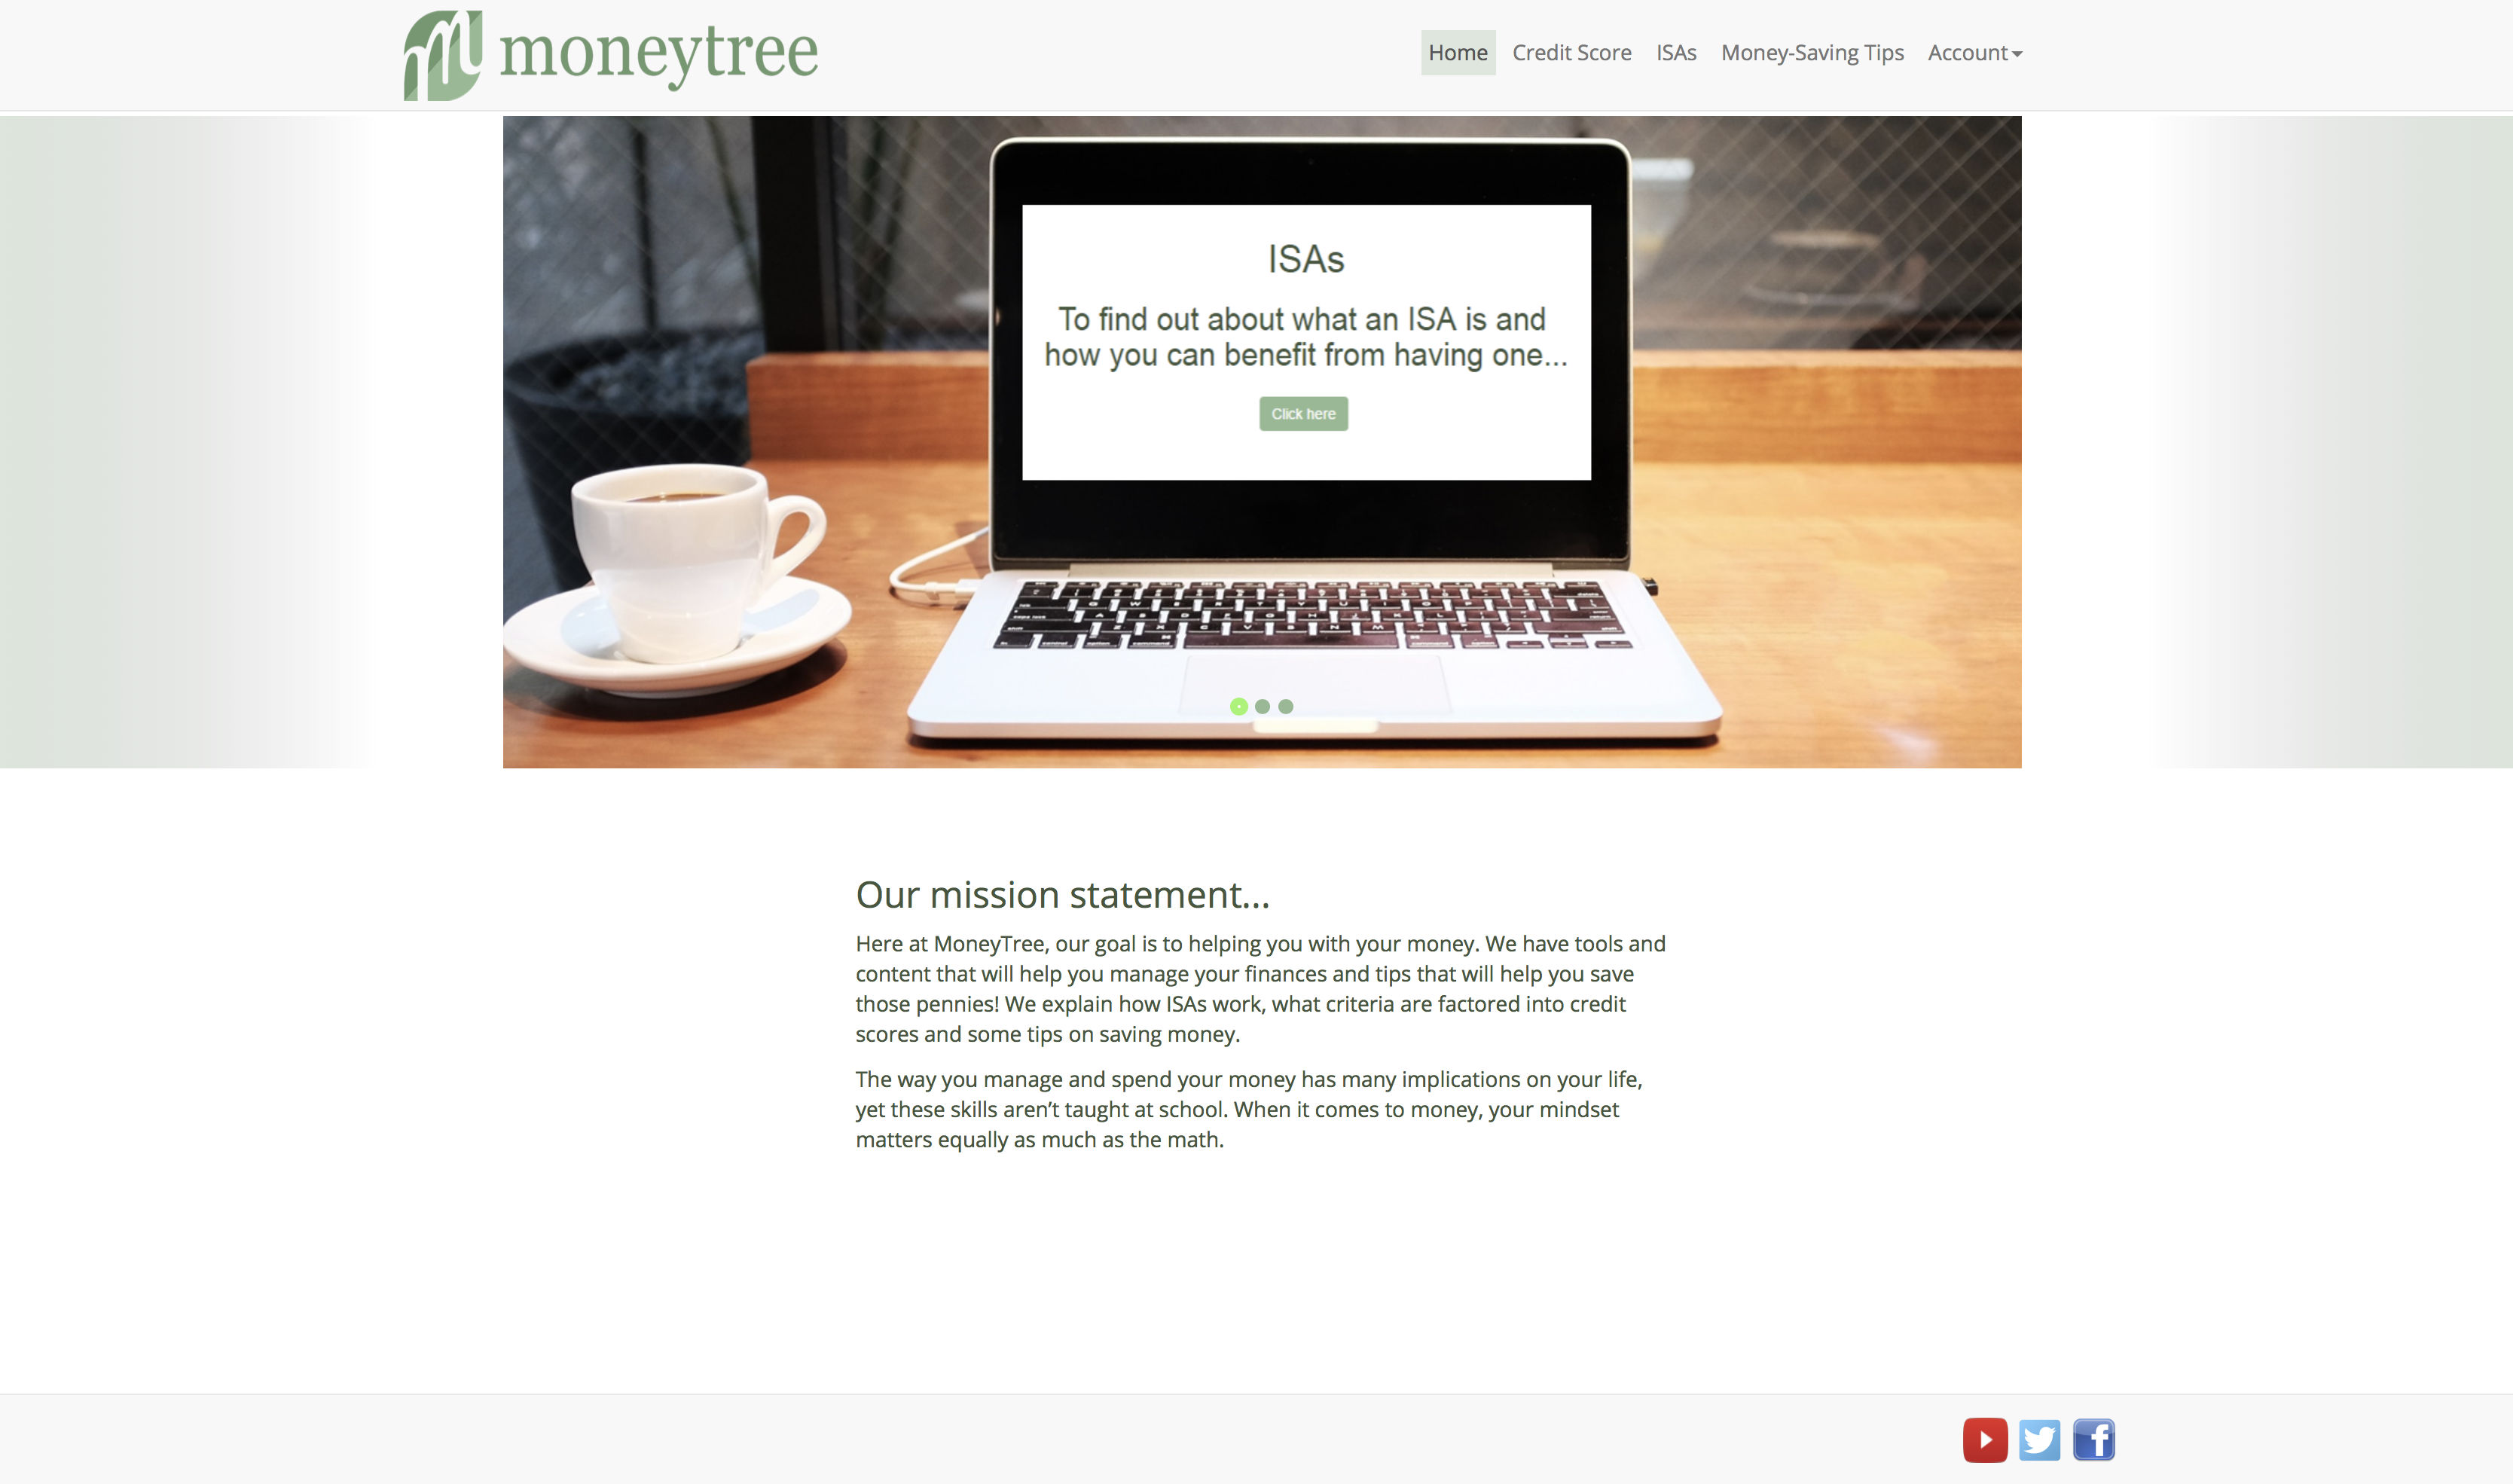 moneytree
Home Credit Score ISAs Money-Saving Tips Account
ISAs
To find out about what an ISA is and
how you can benefit from having one...
Click here
Our mission statement...
Here at MoneyTree, our goal is to helping you with your money. We have tools and
content that will help you manage your finances and tips that will help you save
those pennies! We explain how ISAs work, what criteria are factored into credit
scores and some tips on saving money.
The way you manage and spend your money has many implications on your life,
yet these skills aren’t taught at school. When it comes to money, your mindset
matters equally as much as the math.